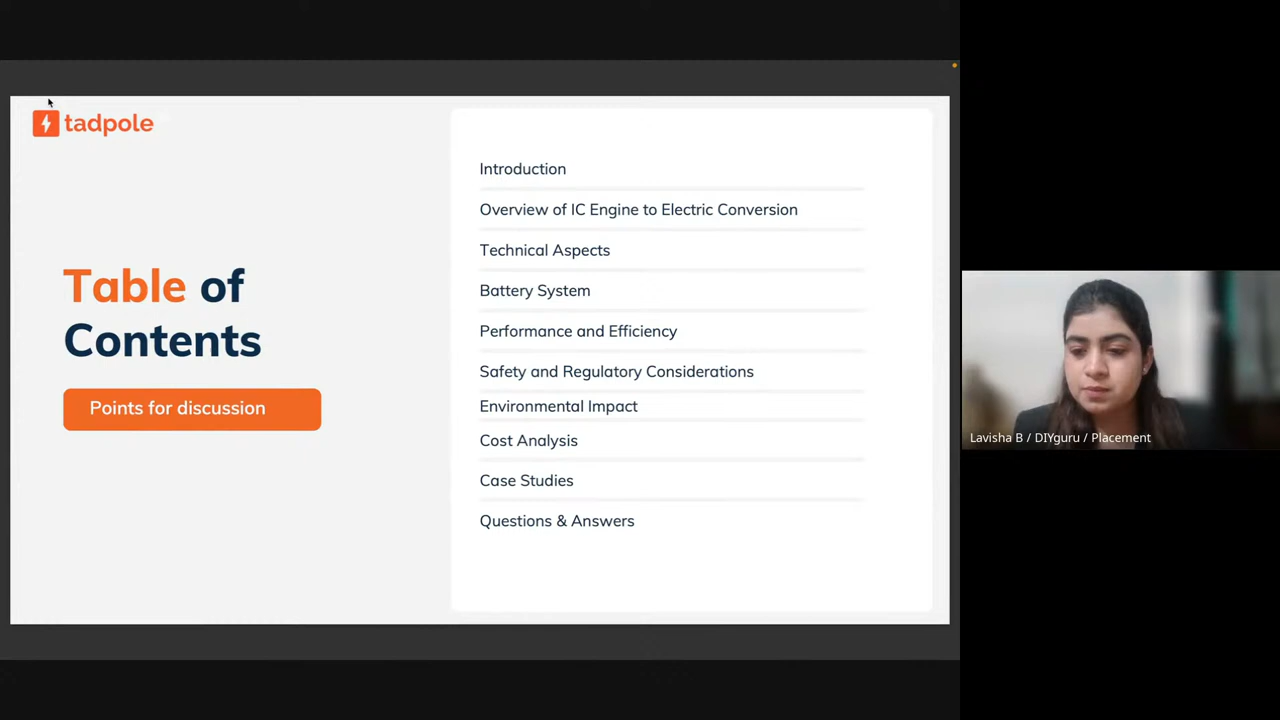 tadpole
Table of
Contents
Points for discussion
Introduction
Overview of IC Engine to Electric Conversion
Technical Aspects
Battery System
Performance and Efficiency
Safety and Regulatory Considerations
Environmental Impact
Cost Analysis
Case Studies
Questions & Answers
Lavisha B / DIYguru / Placement